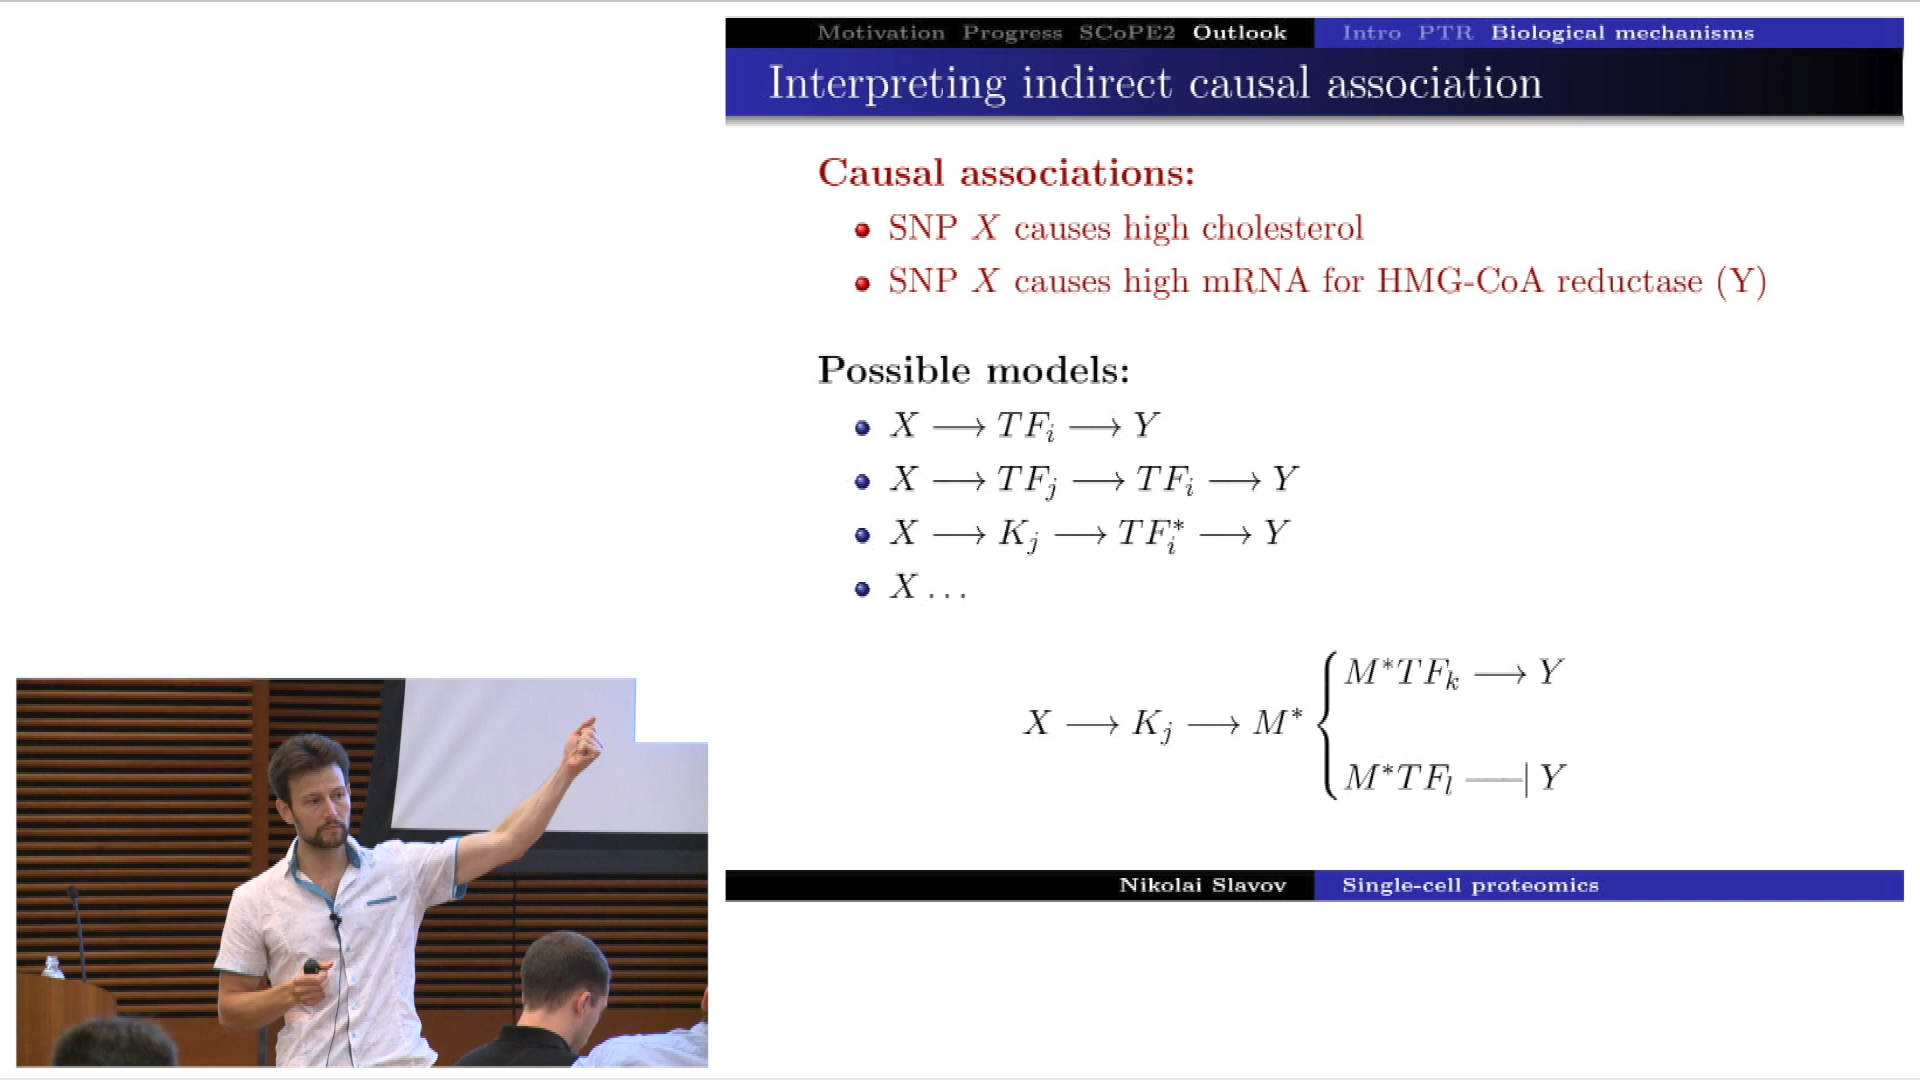 Motivation Progress SCoPE2 Outlook Intro PTR Biological mechanisms
Interpreting indirect causal association
Causal associations:
• SNP X causes high cholesterol
• SNP X causes high mRNA for HMG-CoA reductase (Y)
Possible models:
• X ⟶ TF_i ⟶ Y
• X ⟶ TF_j ⟶ TF_i ⟶ Y
• X ⟶ K_j ⟶ TF_i^* ⟶ Y
• X ...
M*TF_k ⟶ Y
X ⟶ K_j ⟶ M* {
M*TF_l ⟶| Y
Nikolai Slavov Single-cell proteomics